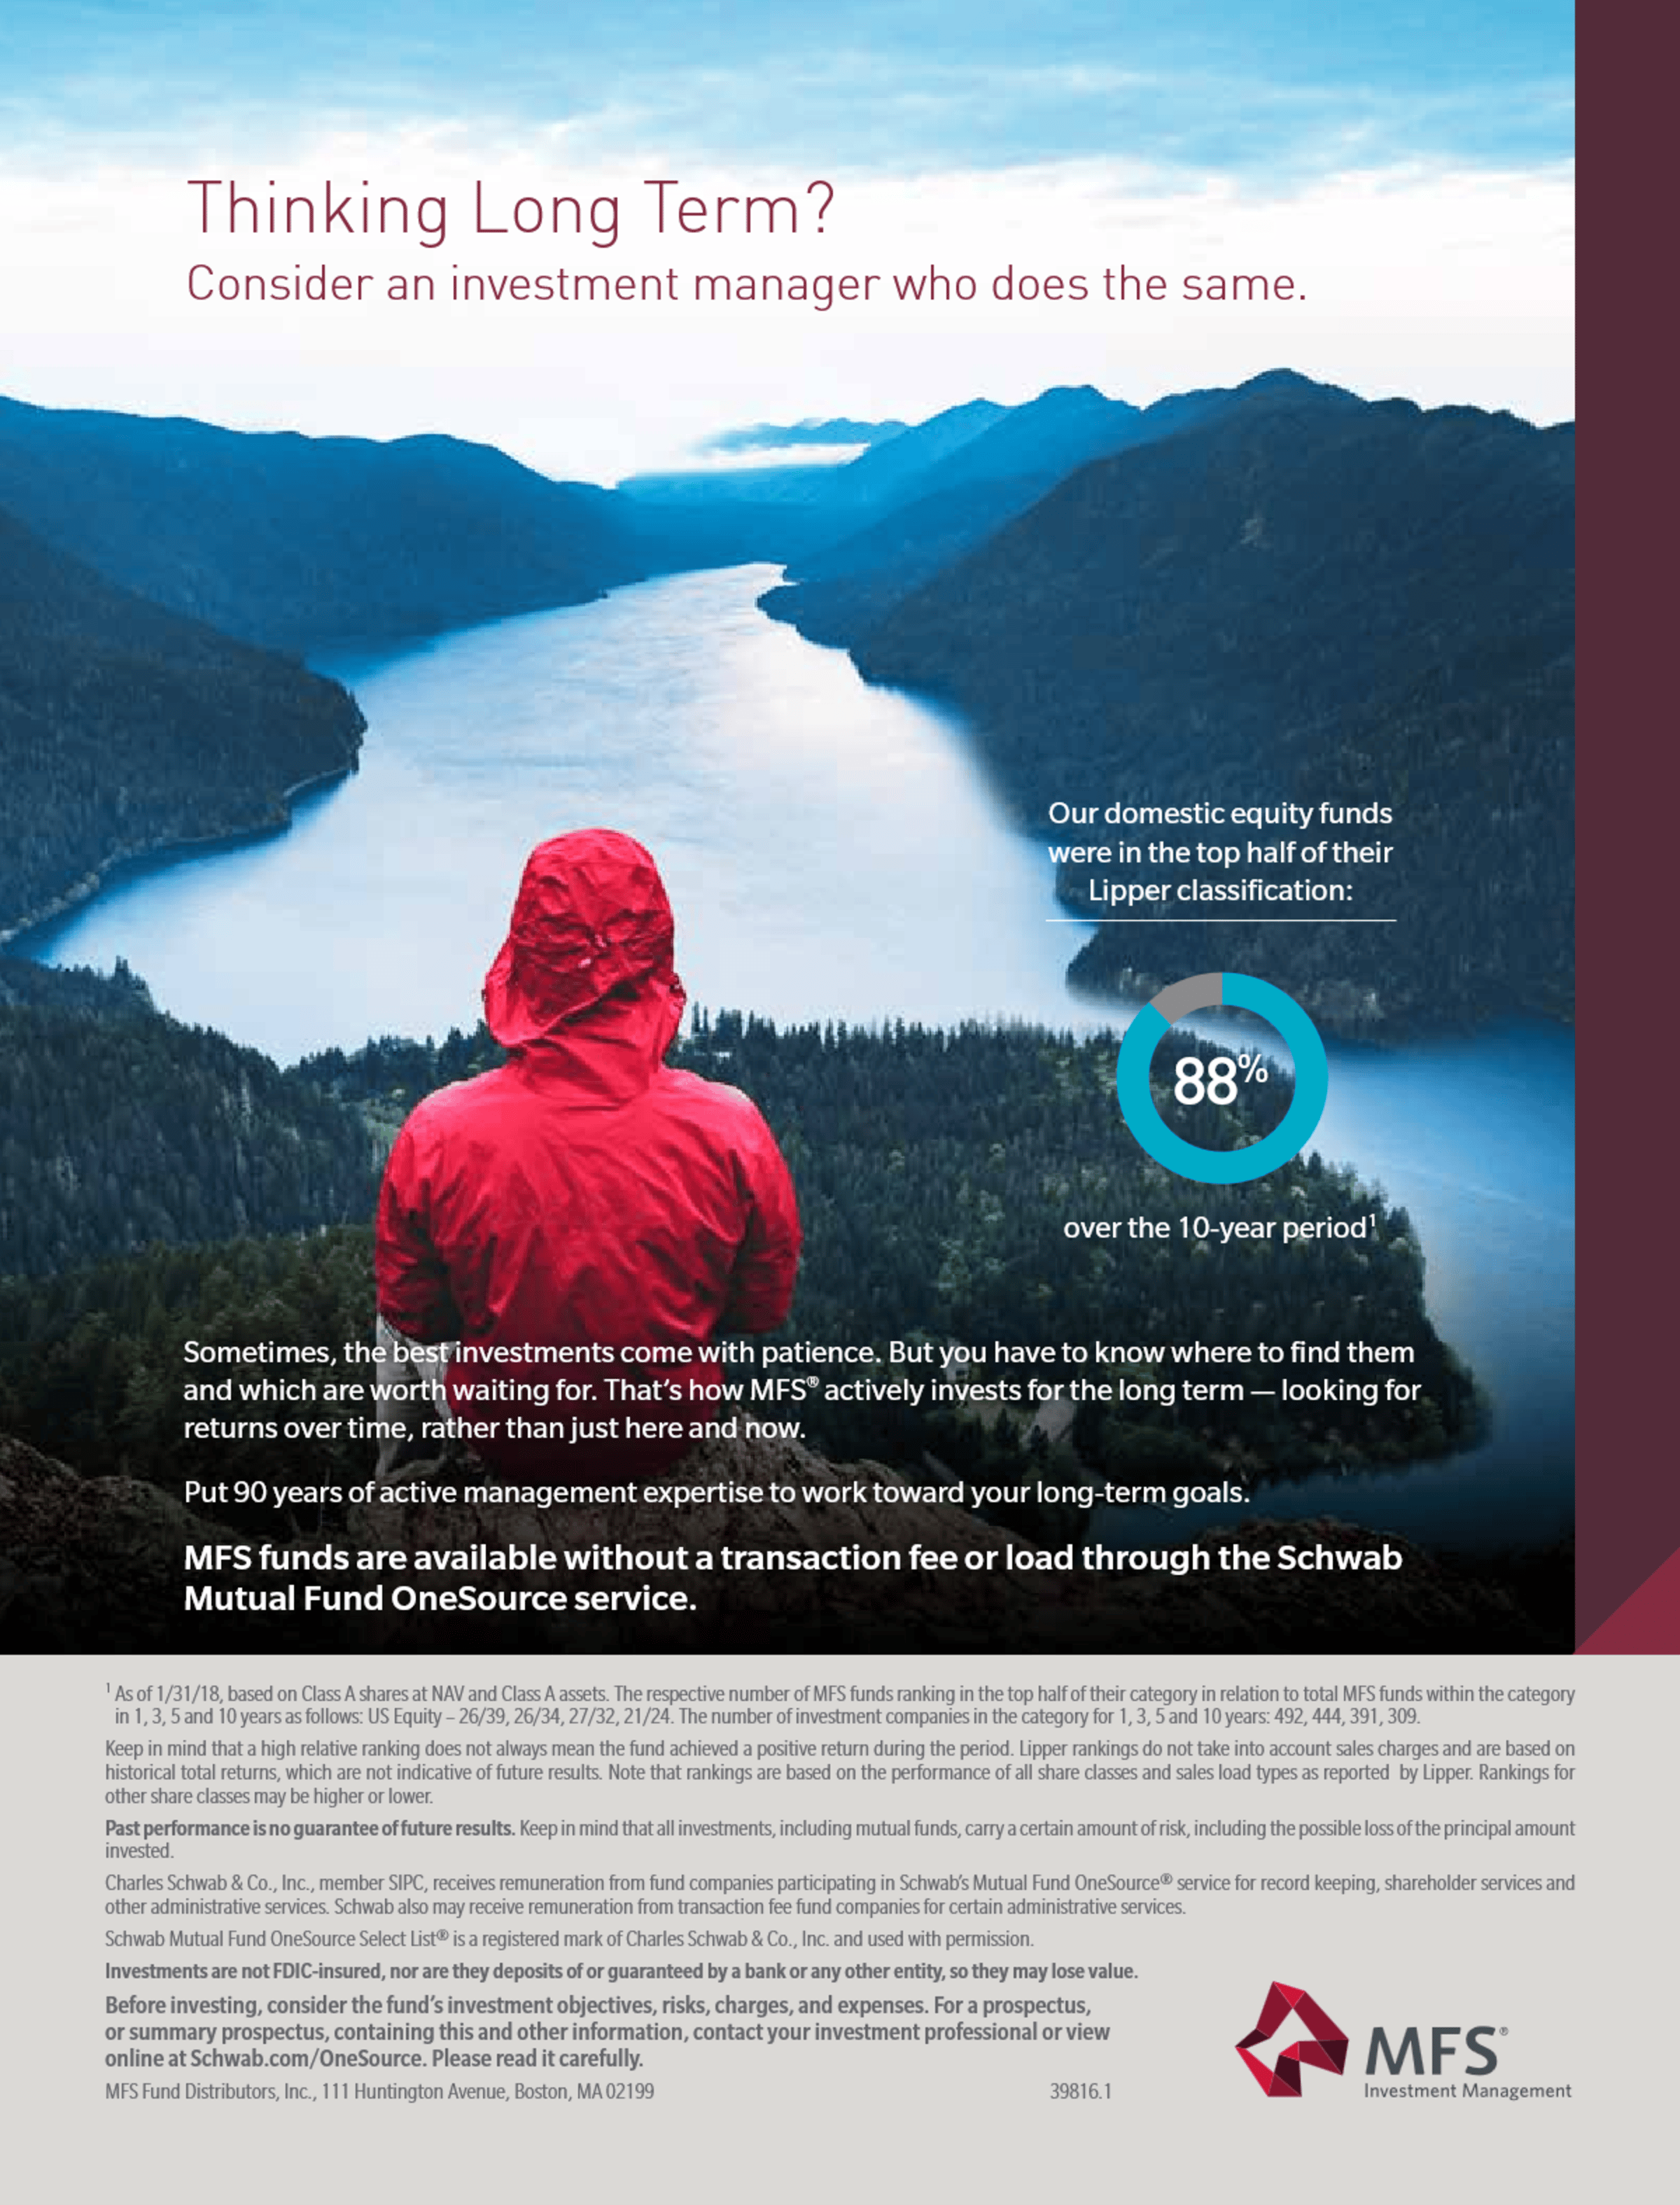 Thinking Long Term?
Consider an investment manager who does the same.
Our domestic equity funds
were in the top half of their
Lipper classification:
88%
over the 10-year period¹
Sometimes, the best investments come with patience. But you have to know where to find them
and which are worth waiting for. That's how MFS® actively invests for the long term — looking for
returns over time, rather than just here and now.
Put 90 years of active management expertise to work toward your long-term goals.
MFS funds are available without a transaction fee or load through the Schwab
Mutual Fund OneSource service.
¹ As of 1/31/18, based on Class A shares at NAV and Class A assets. The respective number of MFS funds ranking in the top half of their category in relation to total MFS funds within the category
in 1, 3, 5 and 10 years as follows: US Equity – 26/39, 26/34, 27/32, 21/24. The number of investment companies in the category for 1, 3, 5 and 10 years: 492, 444, 391, 309.
Keep in mind that a high relative ranking does not always mean the fund achieved a positive return during the period. Lipper rankings do not take into account sales charges and are based on
historical total returns, which are not indicative of future results. Note that rankings are based on the performance of all share classes and sales load types as reported by Lipper. Rankings for
other share classes may be higher or lower.
Past performance is no guarantee of future results. Keep in mind that all investments, including mutual funds, carry a certain amount of risk, including the possible loss of the principal amount
invested.
Charles Schwab & Co., Inc., member SIPC, receives remuneration from fund companies participating in Schwab's Mutual Fund OneSource® service for record keeping, shareholder services and
other administrative services. Schwab also may receive remuneration from transaction fee fund companies for certain administrative services.
Schwab Mutual Fund OneSource Select List® is a registered mark of Charles Schwab & Co., Inc. and used with permission.
Investments are not FDIC-insured, nor are they deposits of or guaranteed by a bank or any other entity, so they may lose value.
Before investing, consider the fund's investment objectives, risks, charges, and expenses. For a prospectus,
or summary prospectus, containing this and other information, contact your investment professional or view
online at Schwab.com/OneSource. Please read it carefully.
MFS Fund Distributors, Inc., 111 Huntington Avenue, Boston, MA 02199
39816.1
MFS®
Investment Management